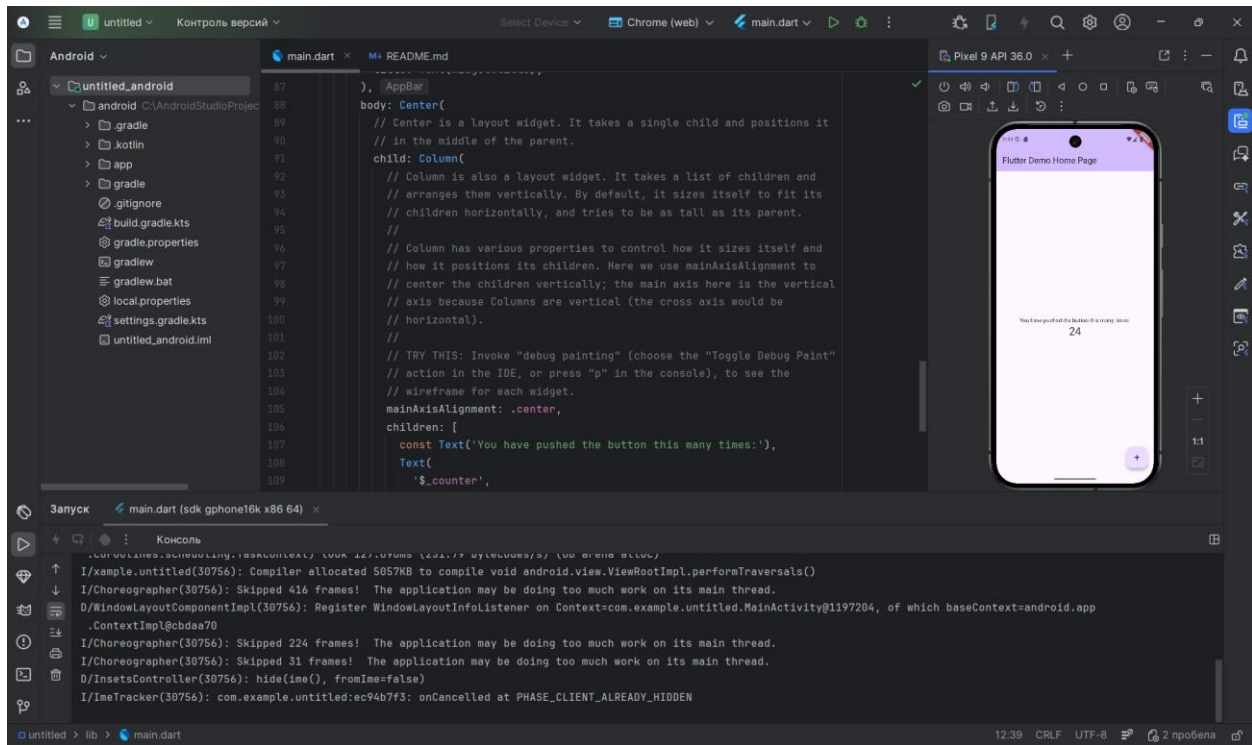 U untitled Контроль версий Select Device Chrome (web) main.dart
Android
main.dart README.md
Pixel 9 API 36.0
untitled_android
android C:\AndroidStudioProjec
.gradle
.kotlin
app
gradle
.gitignore
build.gradle.kts
gradle.properties
gradlew
gradlew.bat
local.properties
settings.gradle.kts
untitled_android.iml
87 ), AppBar
88 body: Center(
89 // Center is a layout widget. It takes a single child and positions it
90 // in the middle of the parent.
91 child: Column(
92 // Column is also a layout widget. It takes a list of children and
93 // arranges them vertically. By default, it sizes itself to fit its
94 // children horizontally, and tries to be as tall as its parent.
95 //
96 // Column has various properties to control how it sizes itself and
97 // how it positions its children. Here we use mainAxisAlignment to
98 // center the children vertically; the main axis here is the vertical
99 // axis because Columns are vertical (the cross axis would be
100 // horizontal).
101 //
102 // TRY THIS: Invoke "debug painting" (choose the "Toggle Debug Paint"
103 // action in the IDE, or press "p" in the console), to see the
104 // wireframe for each widget.
105 mainAxisAlignment: .center,
106 children: [
107 const Text('You have pushed the button this many times:'),
108 Text(
109 '$_counter',
Flutter Demo Home Page
You have pushed the button this many times:
24
+
1:1
Запуск main.dart (sdk gphone16k x86 64)
Консоль
I/xample.untitled(30756): Compiler allocated 5057KB to compile void android.view.ViewRootImpl.performTraversals()
I/Choreographer(30756): Skipped 416 frames! The application may be doing too much work on its main thread.
D/WindowLayoutComponentImpl(30756): Register WindowLayoutInfoListener on Context=com.example.untitled.MainActivity@1197204, of which baseContext=android.app
.ContextImpl@cbdaa70
I/Choreographer(30756): Skipped 224 frames! The application may be doing too much work on its main thread.
I/Choreographer(30756): Skipped 31 frames! The application may be doing too much work on its main thread.
D/InsetsController(30756): hide(ime(), fromIme=false)
I/ImeTracker(30756): com.example.untitled:ec94b7f3: onCancelled at PHASE_CLIENT_ALREADY_HIDDEN
untitled > lib > main.dart
12:39 CRLF UTF-8 2 пробела